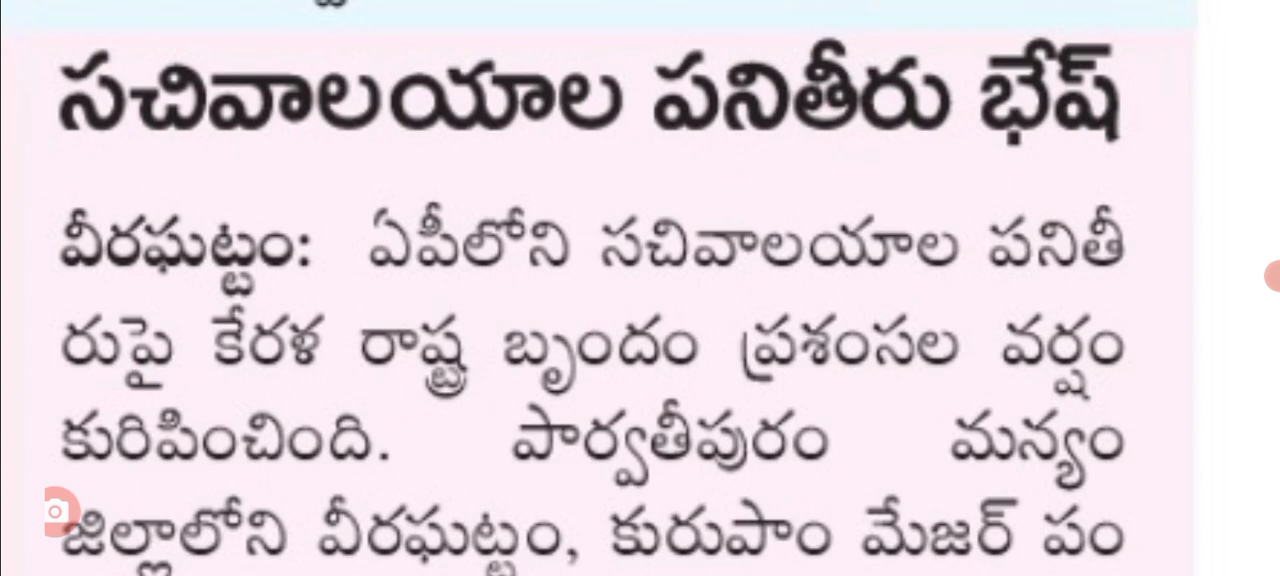 సచివాలయాల పనితీరు భేష్
వీరఘట్టం: ఏపీలోని సచివాలయాల పనితీ
రుపై కేరళ రాష్ట్ర బృందం ప్రశంసల వర్షం
కురిపించింది. పార్వతీపురం మన్యం
జిల్లాలోని వీరఘట్టం, కురుపాం మేజర్ పం